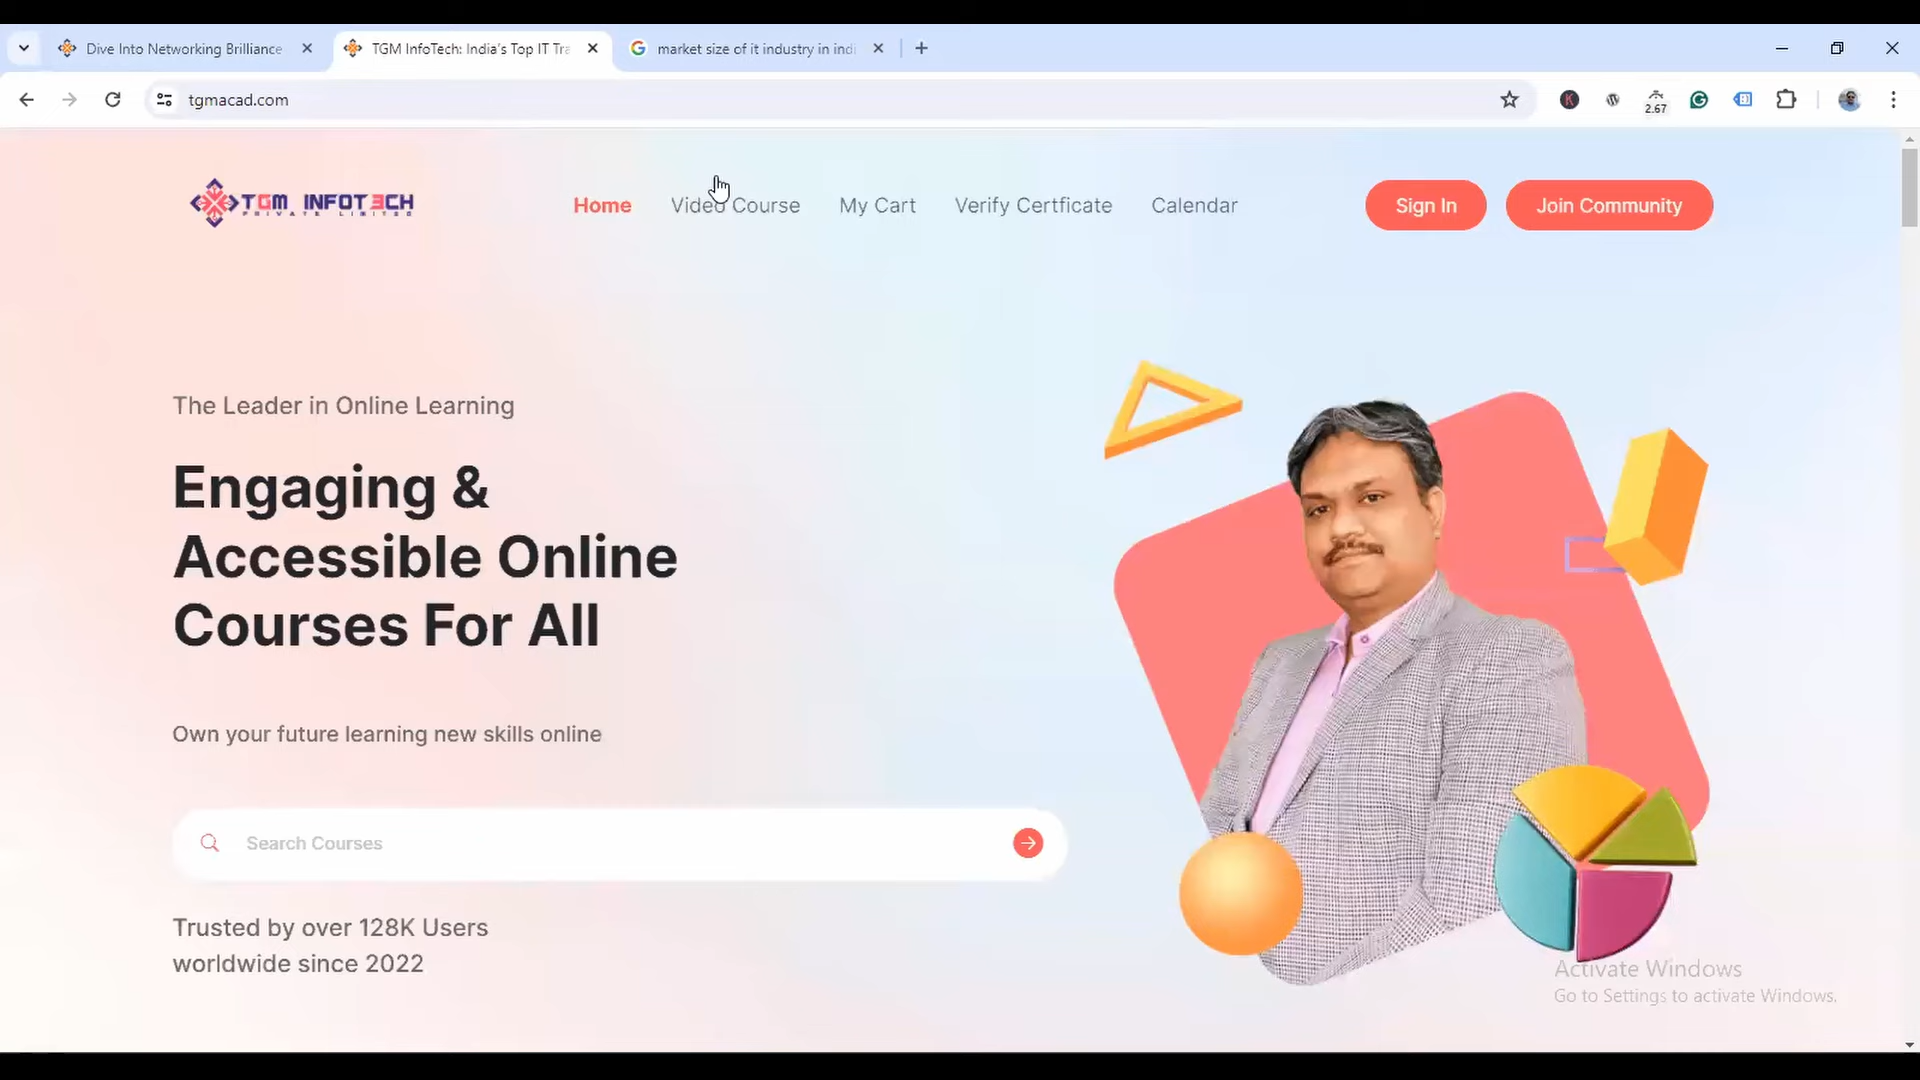 Dive Into Networking Brilliance
TGM InfoTech: India's Top IT Tra
market size of it industry in indi
tgmacad.com
2.67
TGM INFOTECH
PRIVATE LIMITED
Home
Video Course
My Cart
Verify Certficate
Calendar
Sign In
Join Community
The Leader in Online Learning
Engaging &
Accessible Online
Courses For All
Own your future learning new skills online
Search Courses
Trusted by over 128K Users
worldwide since 2022
Activate Windows
Go to Settings to activate Windows.